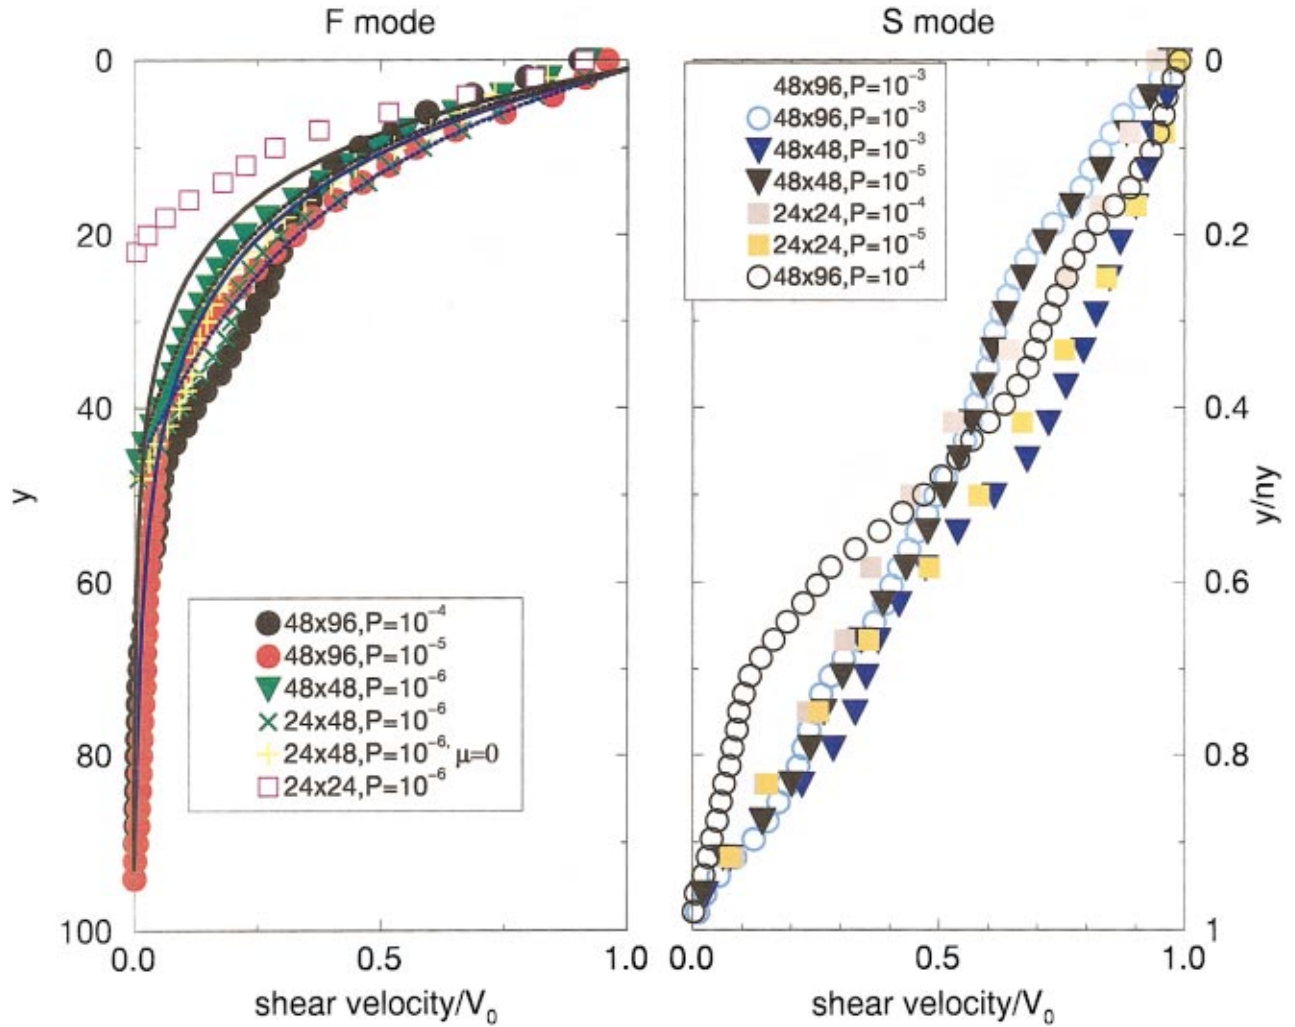 F mode
S mode
0
20
40
60
80
100
y
48x96,P=10⁻⁴
48x96,P=10⁻⁵
48x48,P=10⁻⁶
24x48,P=10⁻⁶
24x48,P=10⁻⁶, μ=0
24x24,P=10⁻⁶
0.0
0.5
1.0
shear velocity/V₀
48x96,P=10⁻³
48x96,P=10⁻³
48x48,P=10⁻³
48x48,P=10⁻⁵
24x24,P=10⁻⁴
24x24,P=10⁻⁵
48x96,P=10⁻⁴
0
0.2
0.4
0.6
0.8
1
y/ny
0.0
0.5
1.0
shear velocity/V₀